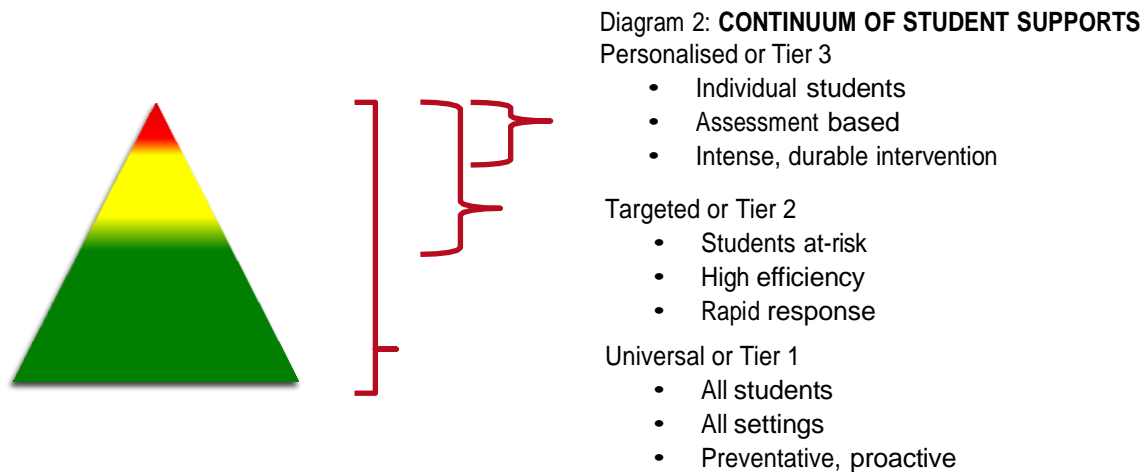 Diagram 2: CONTINUUM OF STUDENT SUPPORTS
Personalised or Tier 3
• Individual students
• Assessment based
• Intense, durable intervention
Targeted or Tier 2
• Students at-risk
• High efficiency
• Rapid response
Universal or Tier 1
• All students
• All settings
• Preventative, proactive